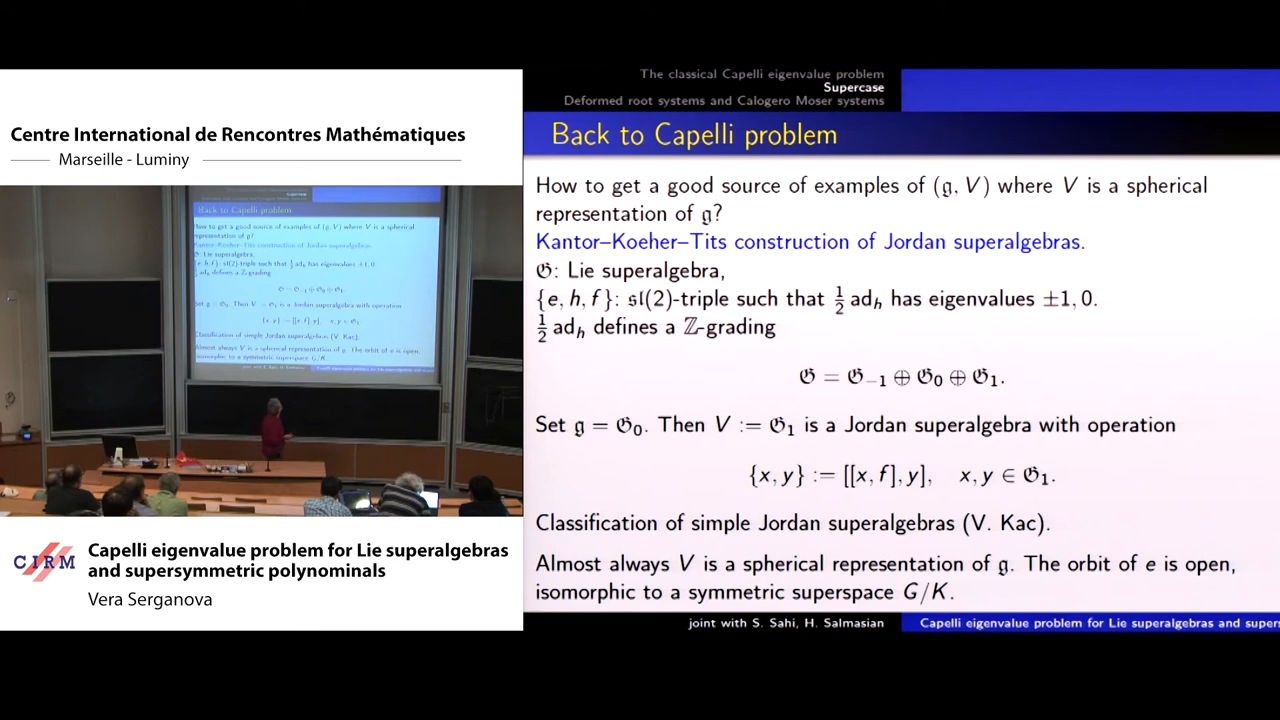 Centre International de Rencontres Mathématiques
Marseille - Luminy
CIRM
Capelli eigenvalue problem for Lie superalgebras
and supersymmetric polynominals
Vera Serganova
The classical Capelli eigenvalue problem
Supercase
Deformed root systems and Calogero Moser systems
Back to Capelli problem
How to get a good source of examples of (𝔤, V) where V is a spherical
representation of 𝔤?
Kantor–Koeher–Tits construction of Jordan superalgebras.
𝔊: Lie superalgebra,
{e, h, f}: 𝔰𝔩(2)-triple such that ½ ad_h has eigenvalues ±1, 0.
½ ad_h defines a ℤ-grading
𝔊 = 𝔊₋₁ ⊕ 𝔊₀ ⊕ 𝔊₁.
Set 𝔤 = 𝔊₀. Then V := 𝔊₁ is a Jordan superalgebra with operation
{x, y} := [[x, f], y], x, y ∈ 𝔊₁.
Classification of simple Jordan superalgebras (V. Kac).
Almost always V is a spherical representation of 𝔤. The orbit of e is open,
isomorphic to a symmetric superspace G/K.
joint with S. Sahi, H. Salmasian
Capelli eigenvalue problem for Lie superalgebras and supers